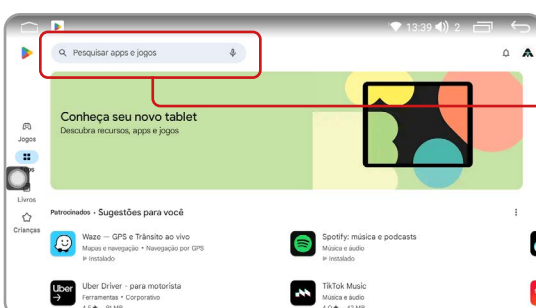 13:39 2
Pesquisar apps e jogos
Conheça seu novo tablet
Descubra recursos, apps e jogos
Jogos
Livros
Crianças
Patrocinados • Sugestões para você
Waze — GPS e Trânsito ao vivo
Mapas e navegação • Navegação por GPS
Instalado
Spotify: música e podcasts
Música e áudio
Instalado
Uber
Uber Driver - para motorista
Ferramentas • Corporativo
TikTok Music
Música e áudio